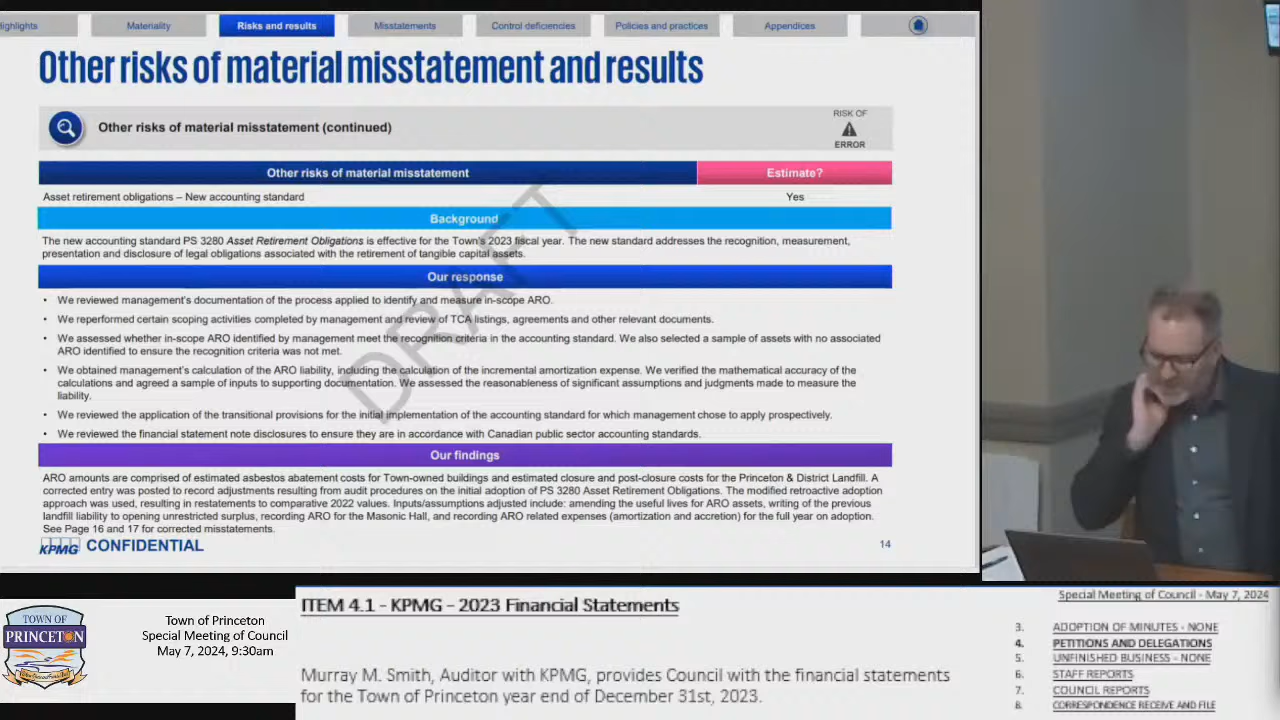 Highlights Materiality Risks and results Misstatements Control deficiencies Policies and practices Appendices
Other risks of material misstatement and results
Other risks of material misstatement (continued)
RISK OF
ERROR
Other risks of material misstatement Estimate?
Asset retirement obligations – New accounting standard Yes
Background
The new accounting standard PS 3280 Asset Retirement Obligations is effective for the Town's 2023 fiscal year. The new standard addresses the recognition, measurement,
presentation and disclosure of legal obligations associated with the retirement of tangible capital assets.
Our response
• We reviewed management's documentation of the process applied to identify and measure in-scope ARO.
• We reperformed certain scoping activities completed by management and review of TCA listings, agreements and other relevant documents.
• We assessed whether in-scope ARO identified by management meet the recognition criteria in the accounting standard. We also selected a sample of assets with no associated
ARO identified to ensure the recognition criteria was not met.
• We obtained management's calculation of the ARO liability, including the calculation of the incremental amortization expense. We verified the mathematical accuracy of the
calculations and agreed a sample of inputs to supporting documentation. We assessed the reasonableness of significant assumptions and judgments made to measure the
liability.
• We reviewed the application of the transitional provisions for the initial implementation of the accounting standard for which management chose to apply prospectively.
• We reviewed the financial statement note disclosures to ensure they are in accordance with Canadian public sector accounting standards.
DRAFT
Our findings
ARO amounts are comprised of estimated asbestos abatement costs for Town-owned buildings and estimated closure and post-closure costs for the Princeton & District Landfill. A
corrected entry was posted to record adjustments resulting from audit procedures on the initial adoption of PS 3280 Asset Retirement Obligations. The modified retroactive adoption
approach was used, resulting in restatements to comparative 2022 values. Inputs/assumptions adjusted include: amending the useful lives for ARO assets, writing of the previous
landfill liability to opening unrestricted surplus, recording ARO for the Masonic Hall, and recording ARO related expenses (amortization and accretion) for the full year on adoption.
See Page 16 and 17 for corrected misstatements.
KPMG CONFIDENTIAL 14
TOWN OF
PRINCETON
Town of Princeton
Special Meeting of Council
May 7, 2024, 9:30am
ITEM 4.1 - KPMG - 2023 Financial Statements
Murray M. Smith, Auditor with KPMG, provides Council with the financial statements
for the Town of Princeton year end of December 31st, 2023.
Special Meeting of Council - May 7, 2024
3. ADOPTION OF MINUTES - NONE
4. PETITIONS AND DELEGATIONS
5. UNFINISHED BUSINESS - NONE
6. STAFF REPORTS
7. COUNCIL REPORTS
8. CORRESPONDENCE RECEIVE AND FILE